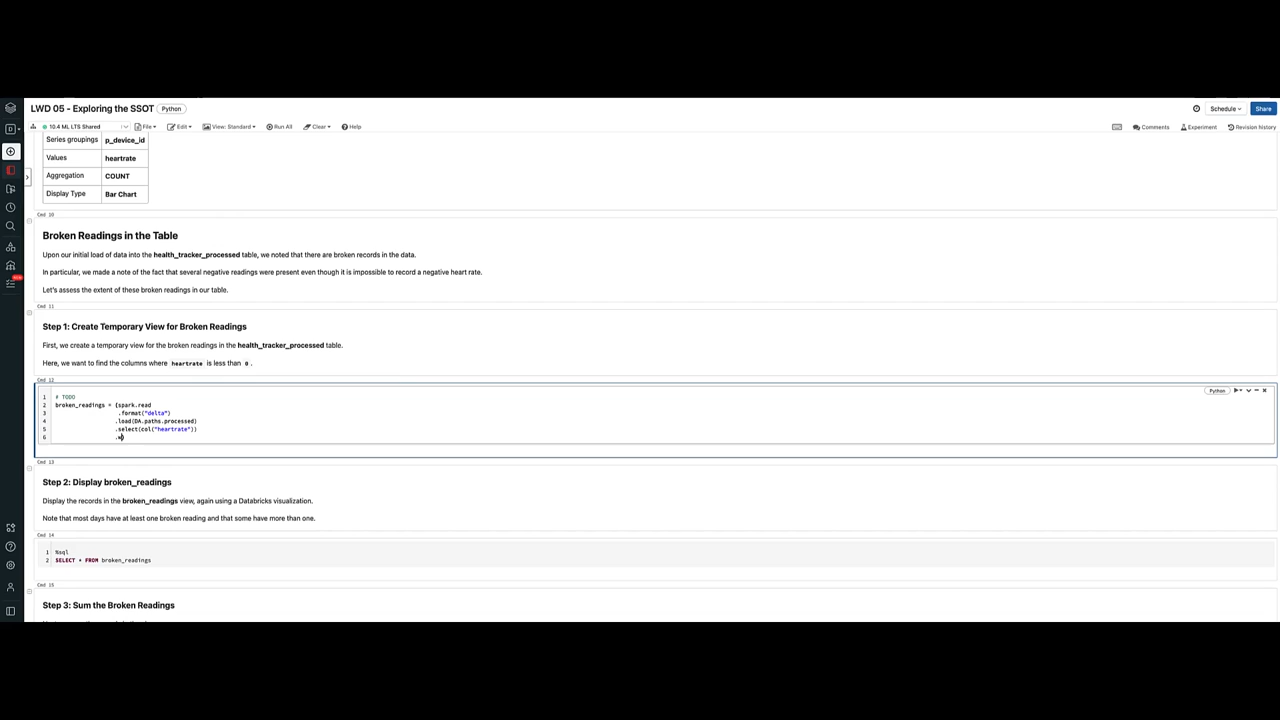 LWD 05 - Exploring the SSOT Python
Schedule Share
10.4 ML LTS Shared File Edit View: Standard Run All Clear Help Comments Experiment Revision history
Series groupings p_device_id
Values heartrate
Aggregation COUNT
Display Type Bar Chart
Cmd 10
Broken Readings in the Table
Upon our initial load of data into the health_tracker_processed table, we noted that there are broken records in the data.
In particular, we made a note of the fact that several negative readings were present even though it is impossible to record a negative heart rate.
Let's assess the extent of these broken readings in our table.
Cmd 11
Step 1: Create Temporary View for Broken Readings
First, we create a temporary view for the broken readings in the health_tracker_processed table.
Here, we want to find the columns where heartrate is less than 0 .
Cmd 12
Python
1 # TODO
2 broken_readings = (spark.read
3 .format("delta")
4 .load(DA.paths.processed)
5 .select(col("heartrate"))
6 .w)
Cmd 13
Step 2: Display broken_readings
Display the records in the broken_readings view, again using a Databricks visualization.
Note that most days have at least one broken reading and that some have more than one.
Cmd 14
1 %sql
2 SELECT * FROM broken_readings
Cmd 15
Step 3: Sum the Broken Readings